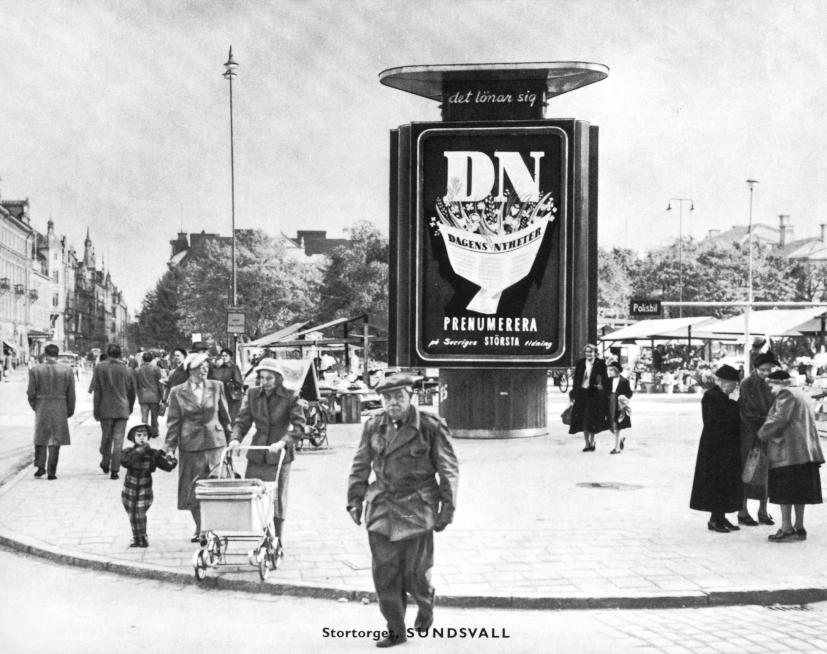 det lönar sig
DN
DAGENS NYHETER
PRENUMERERA
på Sveriges STÖRSTA tidning
Polisbil
Stortorget, SUNDSVALL